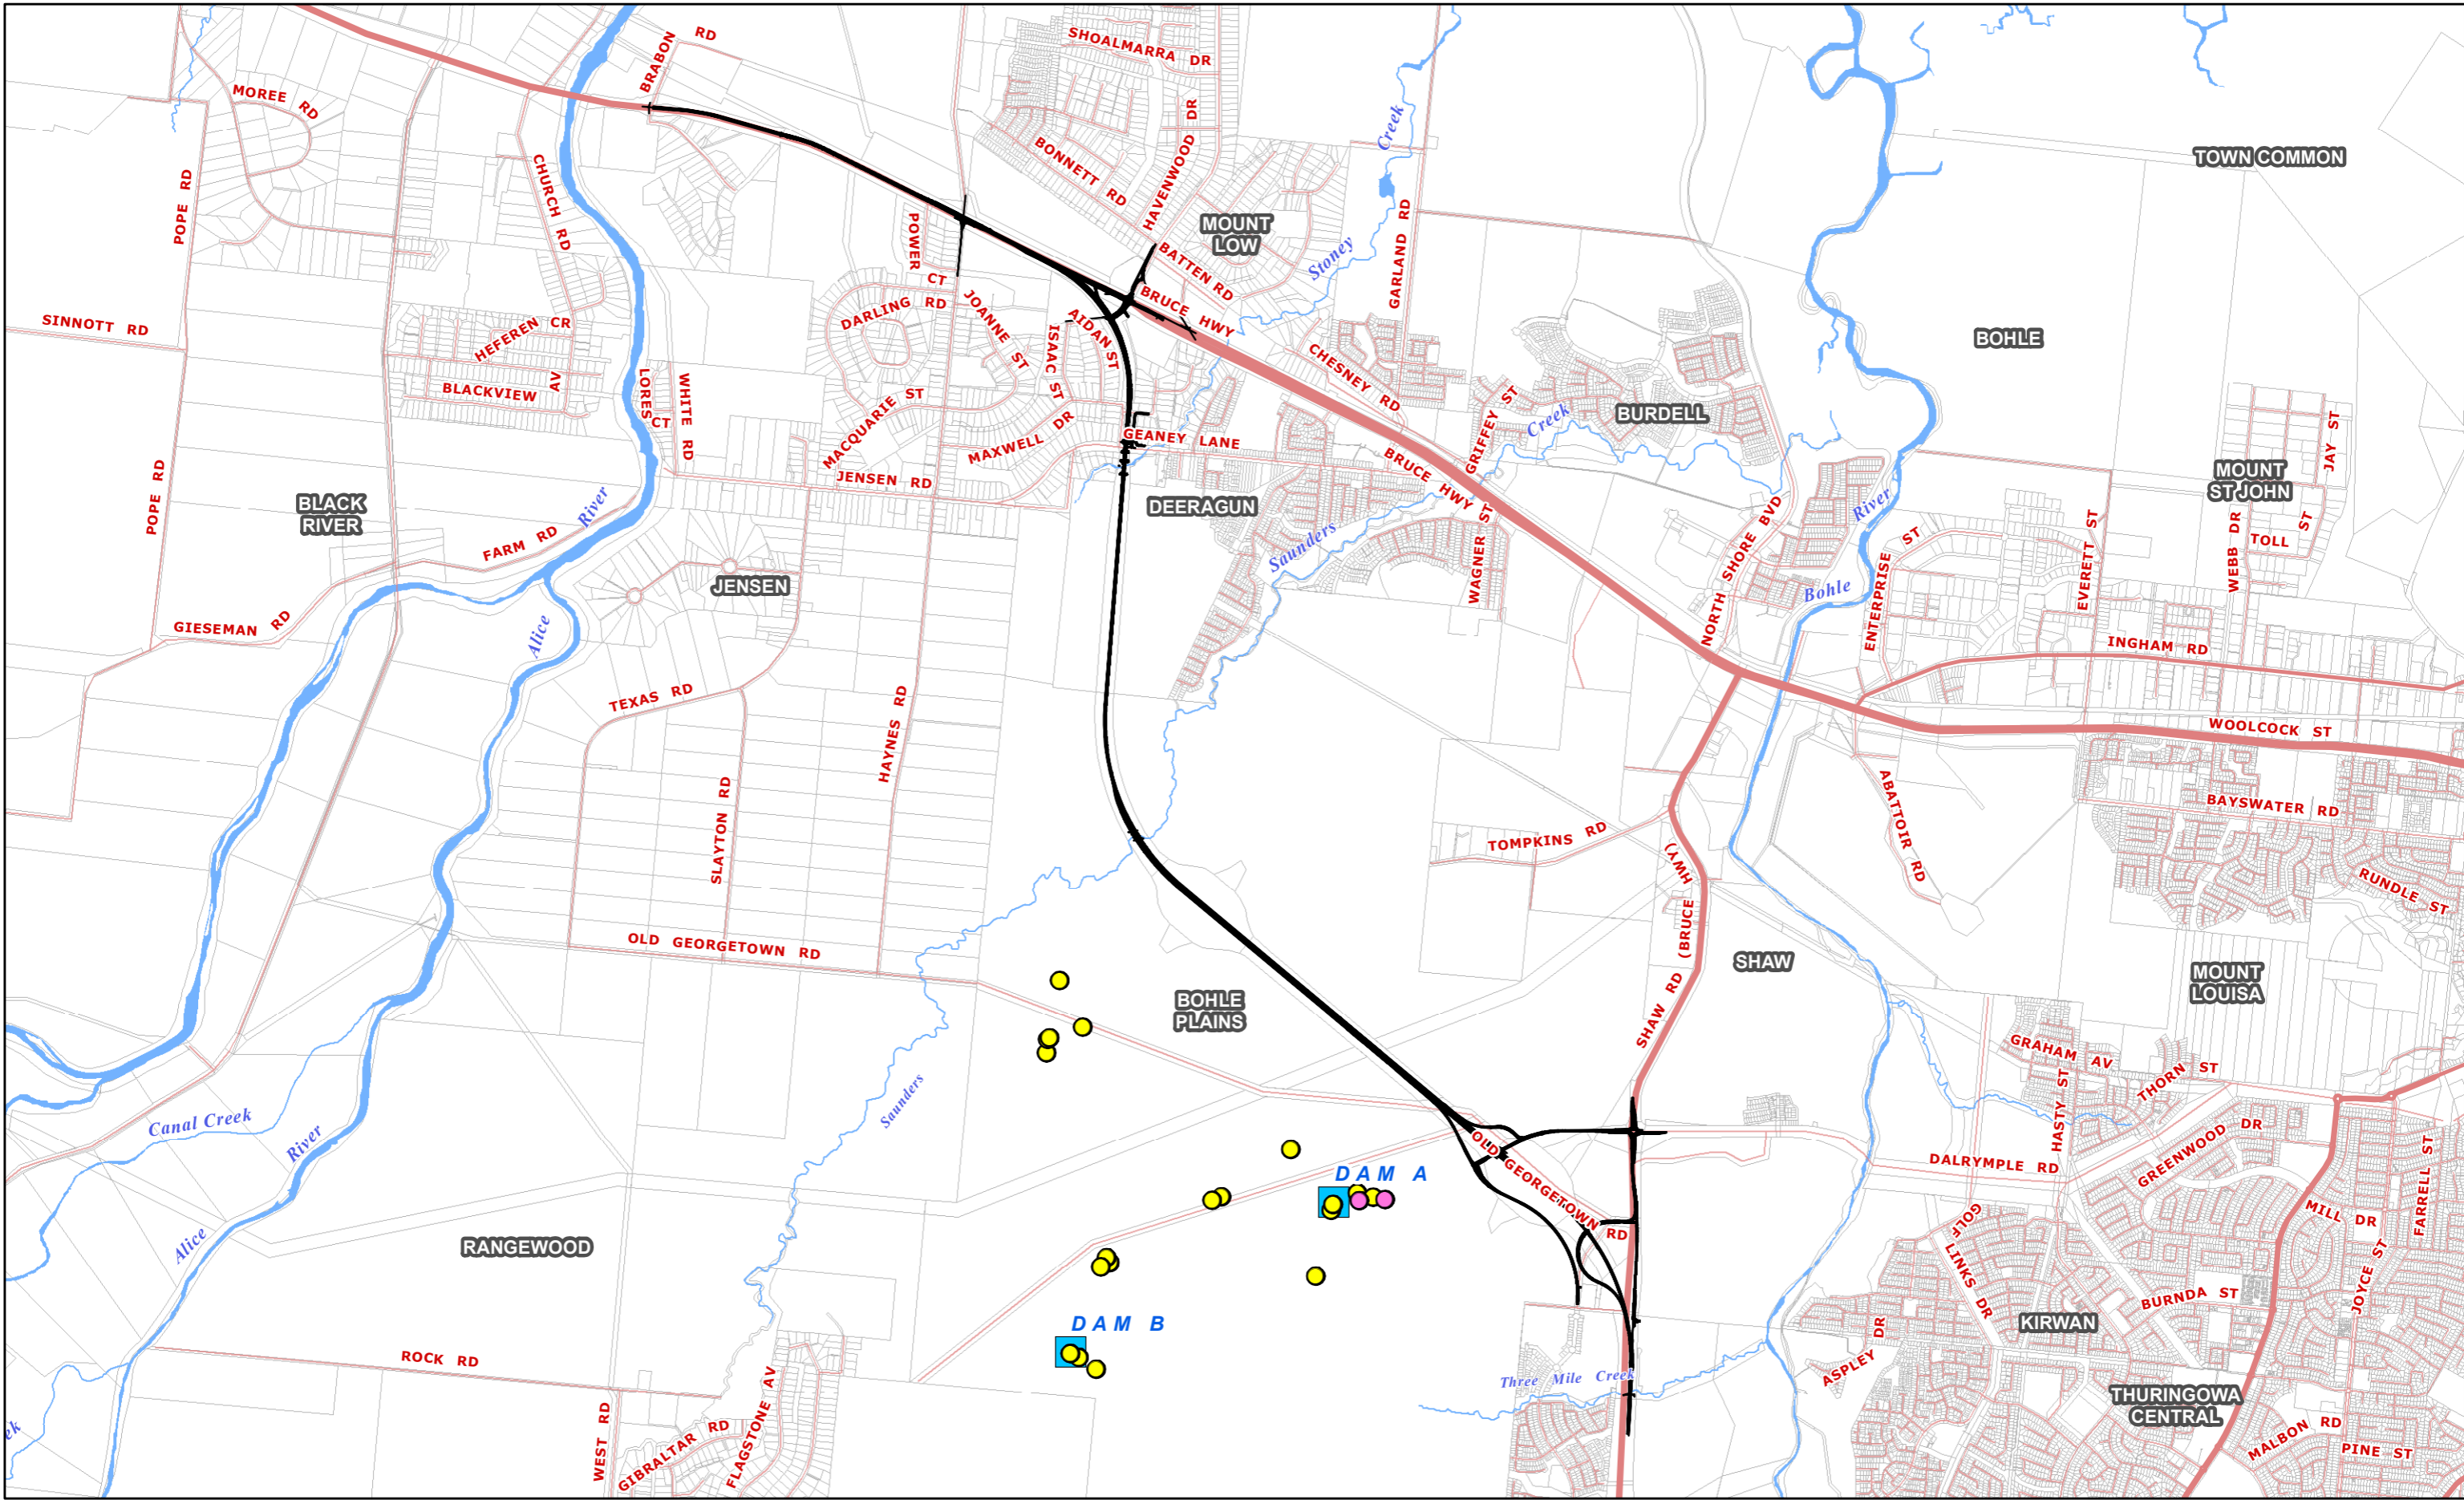 BRABON RD
SHOALMARRA DR
MOREE RD
Creek
TOWN COMMON
HAVENWOOD DR
BONNETT RD
CHURCH RD
POPE RD
MOUNT
LOW
GARLAND RD
POWER CT
BATTEN RD
Stoney
BRUCE HWY
DARLING RD
JOANNE ST
AIDAN ST
ISAAC ST
SINNOTT RD
HEFEREN CR
BOHLE
CHESNEY RD
BLACKVIEW AV
LORES CT
WHITE RD
MACQUARIE ST
MAXWELL DR
GEANEY LANE
GRIFFEY ST
Creek
BURDELL
JAY ST
BRUCE HWY
JENSEN RD
MOUNT
ST JOHN
POPE RD
BLACK
RIVER
River
DEERAGUN
River
NORTH SHORE BVD
WAGNER ST
WEBB DR
TOLL ST
FARM RD
Saunders
ENTERPRISE ST
EVERETT ST
JENSEN
Bohle
GIESEMAN RD
Alice
INGHAM RD
TEXAS RD
HAYNES RD
WOOLCOCK ST
SLAYTON RD
ABATTOIR RD
BAYSWATER RD
TOMPKINS RD
RUNDLE ST
SHAW RD (BRUCE HWY)
OLD GEORGETOWN RD
SHAW
MOUNT
LOUISA
BOHLE
PLAINS
GRAHAM AV
THORN ST
HASTY ST
Saunders
Canal Creek
River
GREENWOOD DR
DALRYMPLE RD
DAM A
OLD GEORGETOWN RD
FARRELL ST
Alice
RANGEWOOD
GOLF LINKS DR
MILL DR
JOYCE ST
BURNDA ST
DAM B
KIRWAN
ROCK RD
ASPLEY DR
Three Mile Creek
THURINGOWA
CENTRAL
WEST RD
GIBRALTAR RD
FLAGSTONE AV
MALBON RD
PINE ST
ek